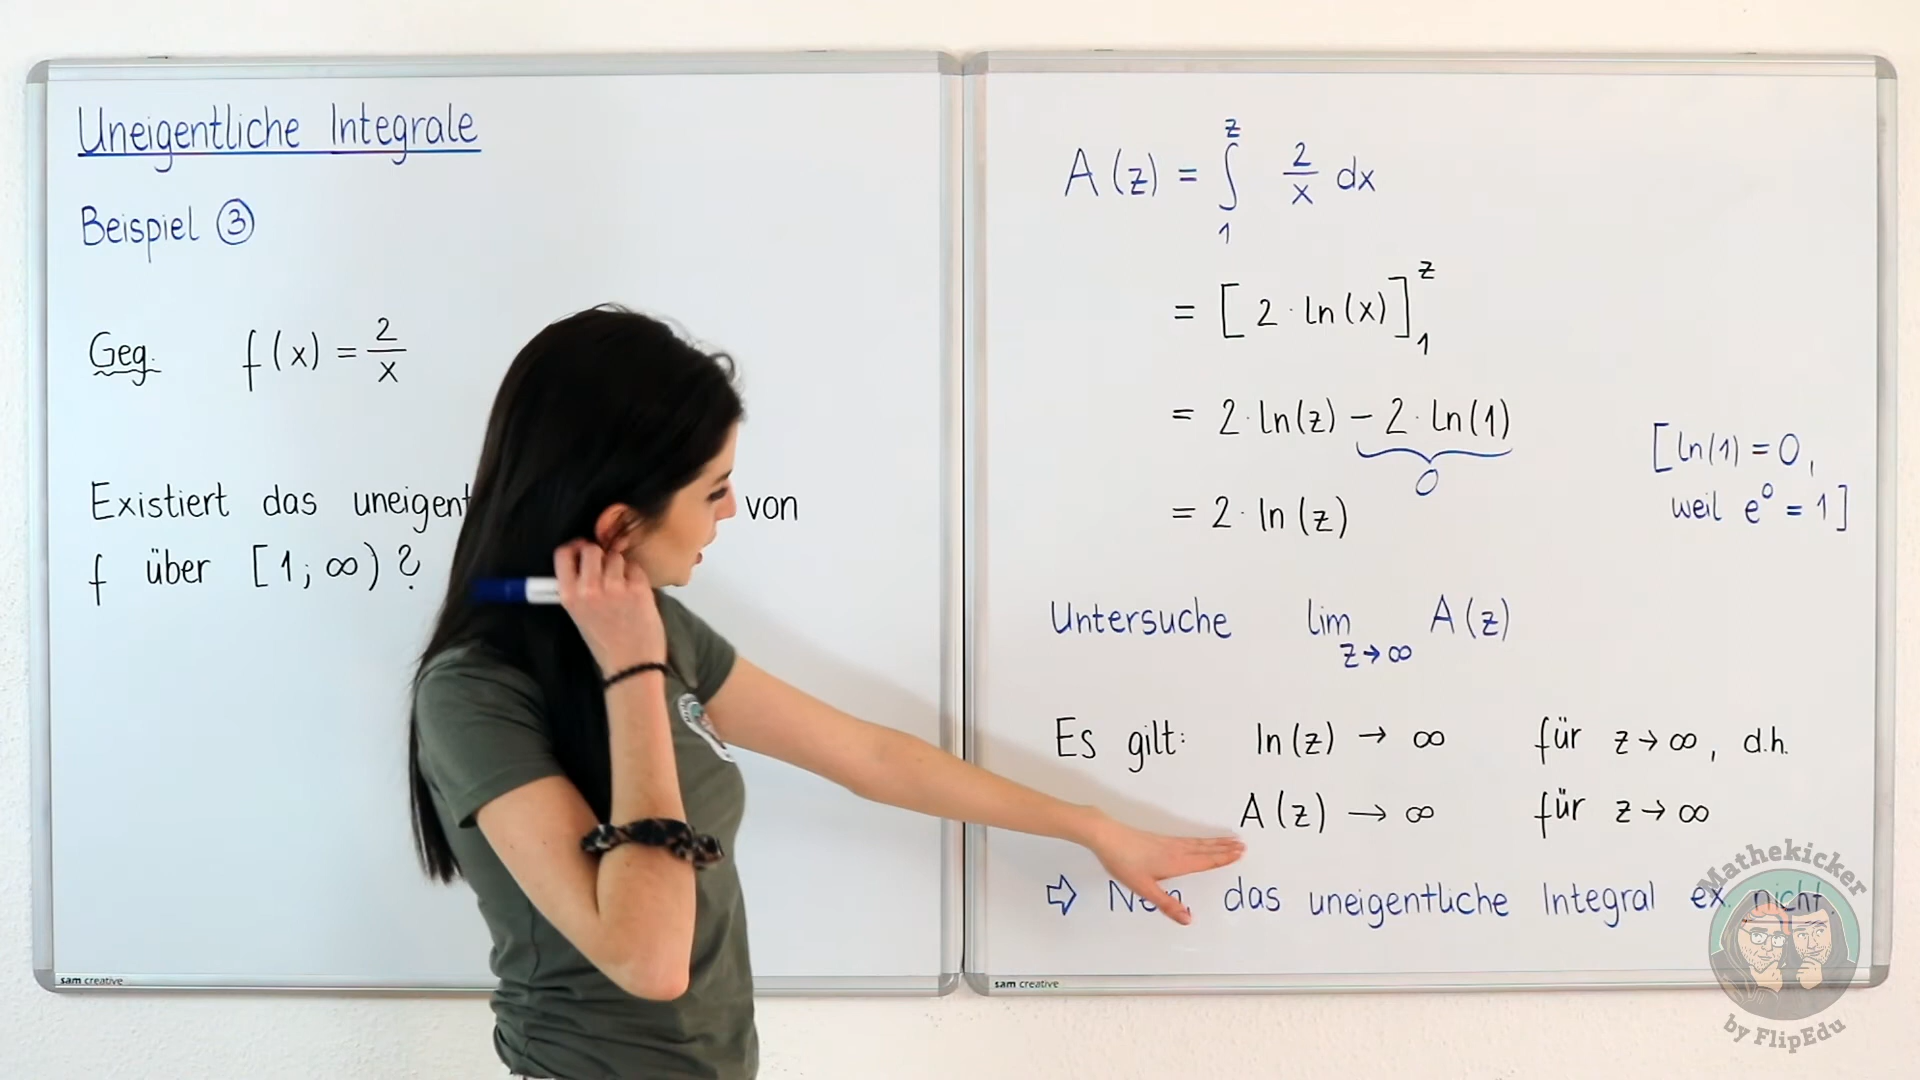 Uneigentliche Integrale
Beispiel ③
Geg. f(x) = 2/x
Existiert das uneigent von
f über [1; ∞)?
sam creative
A(z) = ∫₁ᶻ 2/x dx
= [2·ln(x)]₁ᶻ
= 2·ln(z) − 2·ln(1)
0
= 2·ln(z)
[ln(1) = 0,
weil e⁰ = 1]
Untersuche lim z→∞ A(z)
Es gilt: ln(z) → ∞ für z→∞, d.h.
A(z) → ∞ für z→∞
⇨ das uneigentliche Integral ex. nicht.
sam creative
Mathekicker
by FlipEdu